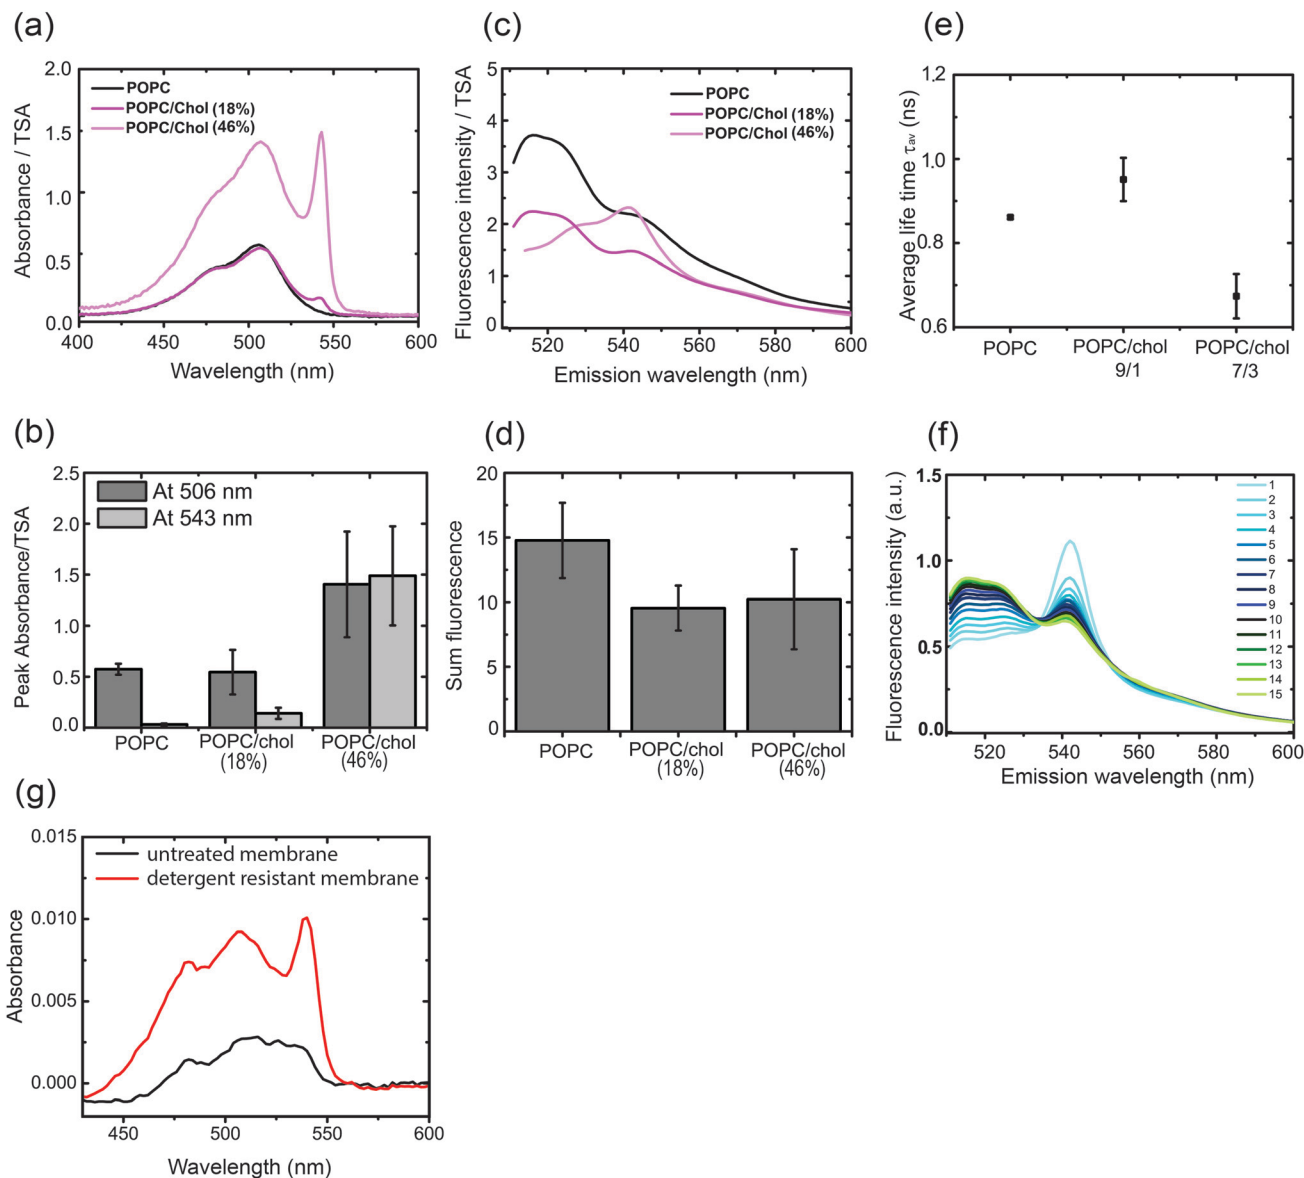 (a)
2.0
1.5
1.0
0.5
0.0
Absorbance / TSA
POPC
POPC/Chol (18%)
POPC/Chol (46%)
400
450
500
550
600
Wavelength (nm)
(c)
5
4
3
2
1
0
Fluorescence intensity / TSA
POPC
POPC/Chol (18%)
POPC/Chol (46%)
520
540
560
580
600
Emission wavelength (nm)
(e)
1.2
1.0
0.8
0.6
Average life time τav (ns)
POPC
POPC/chol
9/1
POPC/chol
7/3
(b)
2.5
2.0
1.5
1.0
0.5
0.0
Peak Absorbance/TSA
At 506 nm
At 543 nm
POPC
POPC/chol
(18%)
POPC/chol
(46%)
(d)
20
15
10
5
0
Sum fluorescence
POPC
POPC/chol
(18%)
POPC/chol
(46%)
(f)
1.5
1.0
0.5
0.0
Fluorescence intensity (a.u.)
1
2
3
4
5
6
7
8
9
10
11
12
13
14
15
520
540
560
580
600
Emission wavelength (nm)
(g)
0.015
0.010
0.005
0.000
Absorbance
untreated membrane
detergent resistant membrane
450
500
550
600
Wavelength (nm)